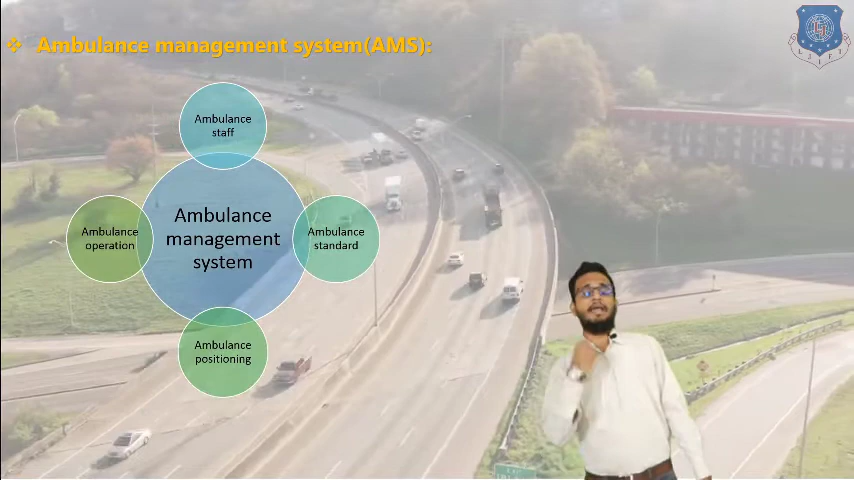 ❖ Ambulance management system(AMS):
Ambulance
staff
Ambulance
operation
Ambulance
management
system
Ambulance
standard
Ambulance
positioning